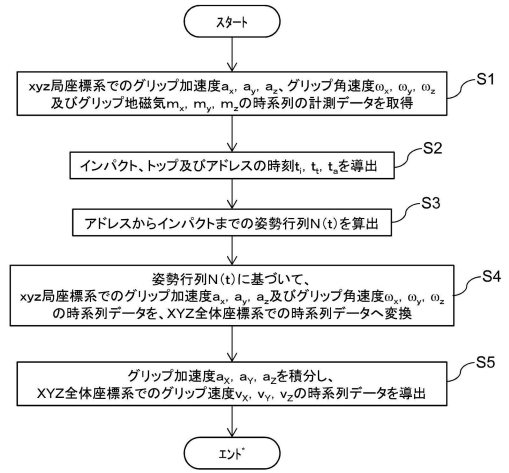 スタート
xyz局座標系でのグリップ加速度ax, ay, az、グリップ角速度ωx, ωy, ωz
及びグリップ地磁気mx, my, mzの時系列の計測データを取得
S1
インパクト、トップ及びアドレスの時刻ti, tt, taを導出
S2
アドレスからインパクトまでの姿勢行列N(t)を算出
S3
姿勢行列N(t)に基づいて、
xyz局座標系でのグリップ加速度ax, ay, az及びグリップ角速度ωx, ωy, ωz
の時系列データを、XYZ全体座標系での時系列データへ変換
S4
グリップ加速度aX, aY, aZを積分し、
XYZ全体座標系でのグリップ速度vX, vY, vZの時系列データを導出
S5
エンド